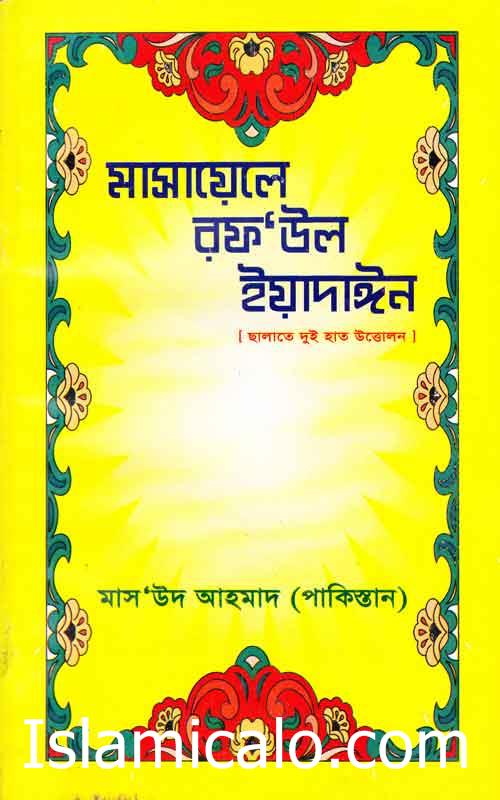 মাসায়েলে
রফ‘উল
ইয়াদাঈন
[ ছালাতে দুই হাত উত্তোলন ]
মাস‘উদ আহমাদ (পাকিস্তান)
Islamicalo.com